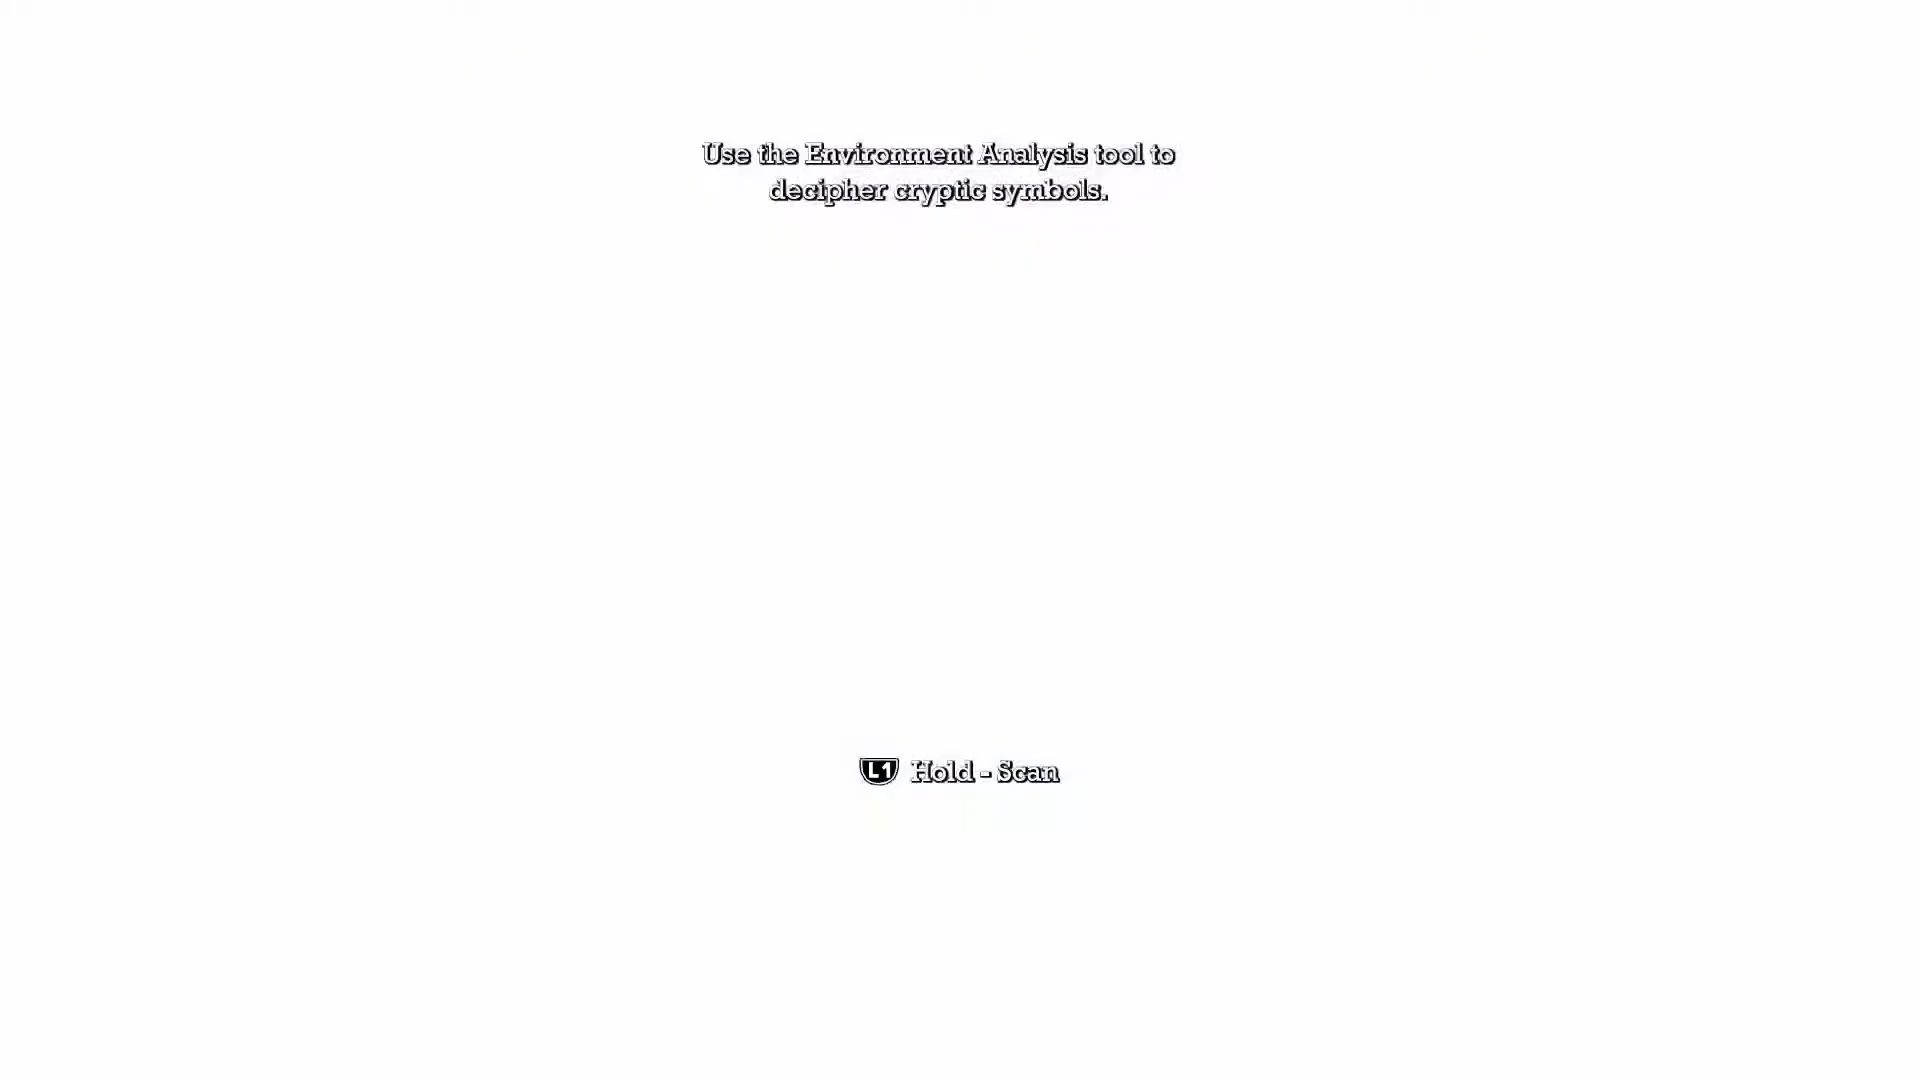 Use the Environment Analysis tool to
decipher cryptic symbols.
L1 Hold - Scan